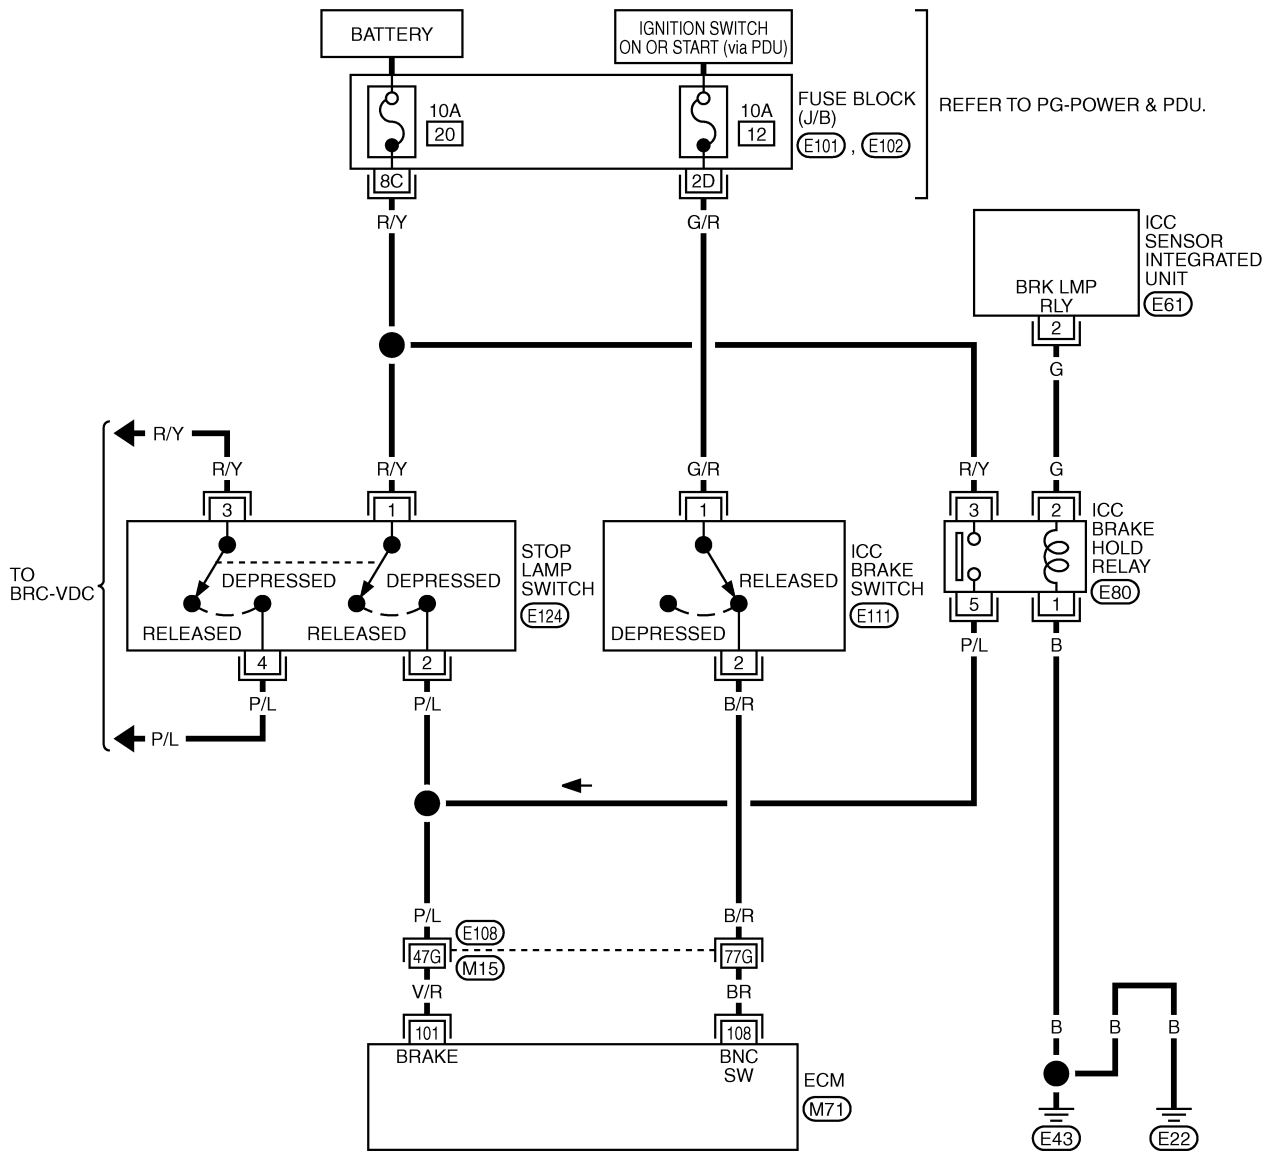 BATTERY
IGNITION SWITCH
ON OR START (via PDU)
10A
20
10A
12
FUSE BLOCK
(J/B)
E101 , E102
REFER TO PG-POWER & PDU.
8C
2D
R/Y
G/R
ICC
SENSOR
INTEGRATED
UNIT
E61
BRK LMP
RLY
2
G
R/Y
R/Y
R/Y
G/R
R/Y
G
3
1
1
3
2
TO
BRC-VDC
DEPRESSED
RELEASED
DEPRESSED
RELEASED
STOP
LAMP
SWITCH
E124
RELEASED
DEPRESSED
ICC
BRAKE
SWITCH
E111
ICC
BRAKE
HOLD
RELAY
E80
5
1
P/L
B
4
2
2
P/L
P/L
B/R
P/L
P/L
B/R
E108
47G
M15
77G
V/R
BR
101
108
BRAKE
BNC
SW
ECM
M71
B
B
B
E43
E22